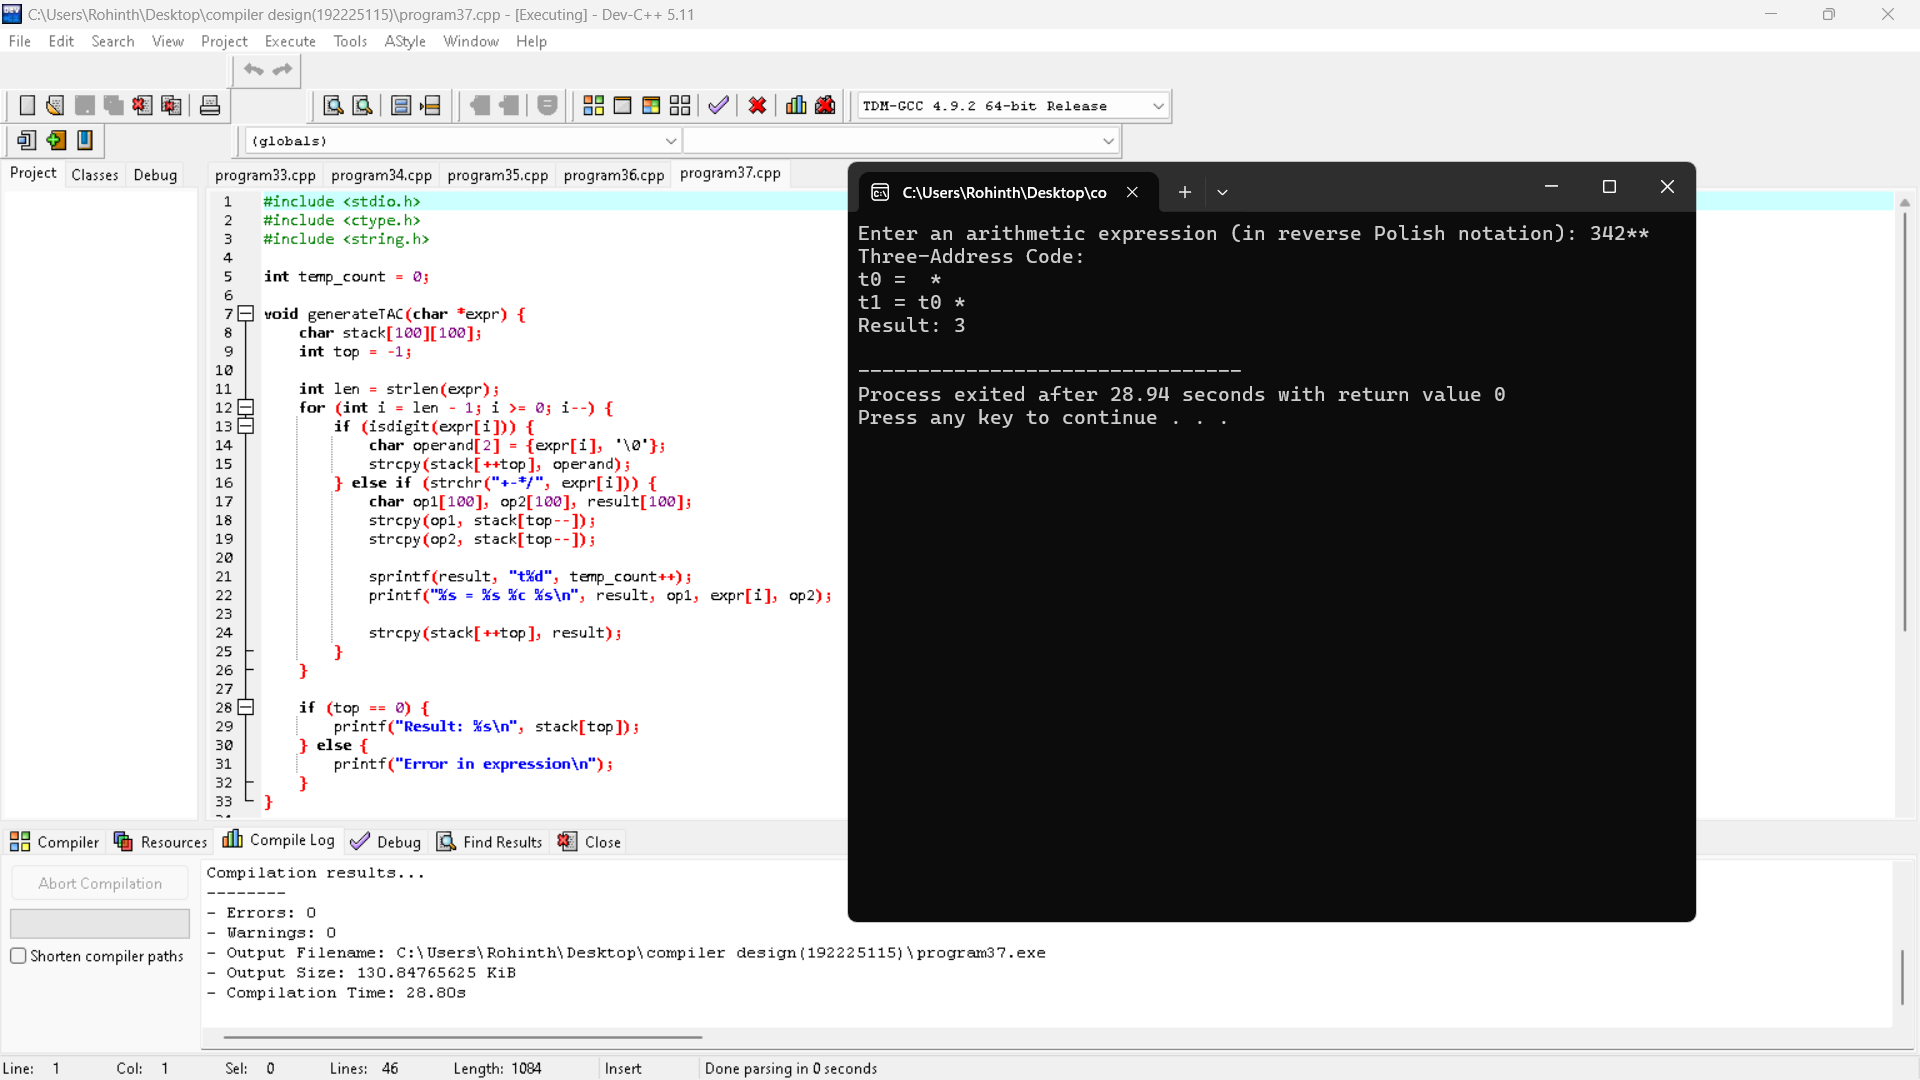 C:\Users\Rohinth\Desktop\compiler design(192225115)\program37.cpp - [Executing] - Dev-C++ 5.11
File Edit Search View Project Execute Tools AStyle Window Help
TDM-GCC 4.9.2 64-bit Release
(globals)
Project Classes Debug
program33.cpp program34.cpp program35.cpp program36.cpp program37.cpp
1 #include <stdio.h>
2 #include <ctype.h>
3 #include <string.h>
4
5 int temp_count = 0;
6
7 void generateTAC(char *expr) {
8 char stack[100][100];
9 int top = -1;
10
11 int len = strlen(expr);
12 for (int i = len - 1; i >= 0; i--) {
13 if (isdigit(expr[i])) {
14 char operand[2] = {expr[i], '\0'};
15 strcpy(stack[++top], operand);
16 } else if (strchr("+-*/", expr[i])) {
17 char op1[100], op2[100], result[100];
18 strcpy(op1, stack[top--]);
19 strcpy(op2, stack[top--]);
20
21 sprintf(result, "t%d", temp_count++);
22 printf("%s = %s %c %s\n", result, op1, expr[i], op2);
23
24 strcpy(stack[++top], result);
25 }
26 }
27
28 if (top == 0) {
29 printf("Result: %s\n", stack[top]);
30 } else {
31 printf("Error in expression\n");
32 }
33 }
C:\Users\Rohinth\Desktop\co
Enter an arithmetic expression (in reverse Polish notation): 342**
Three-Address Code:
t0 =  *
t1 = t0 *
Result: 3
--------------------------------
Process exited after 28.94 seconds with return value 0
Press any key to continue . . .
Compiler Resources Compile Log Debug Find Results Close
Abort Compilation
Shorten compiler paths
Compilation results...
--------
- Errors: 0
- Warnings: 0
- Output Filename: C:\Users\Rohinth\Desktop\compiler design(192225115)\program37.exe
- Output Size: 130.84765625 KiB
- Compilation Time: 28.80s
Line: 1 Col: 1 Sel: 0 Lines: 46 Length: 1084 Insert Done parsing in 0 seconds